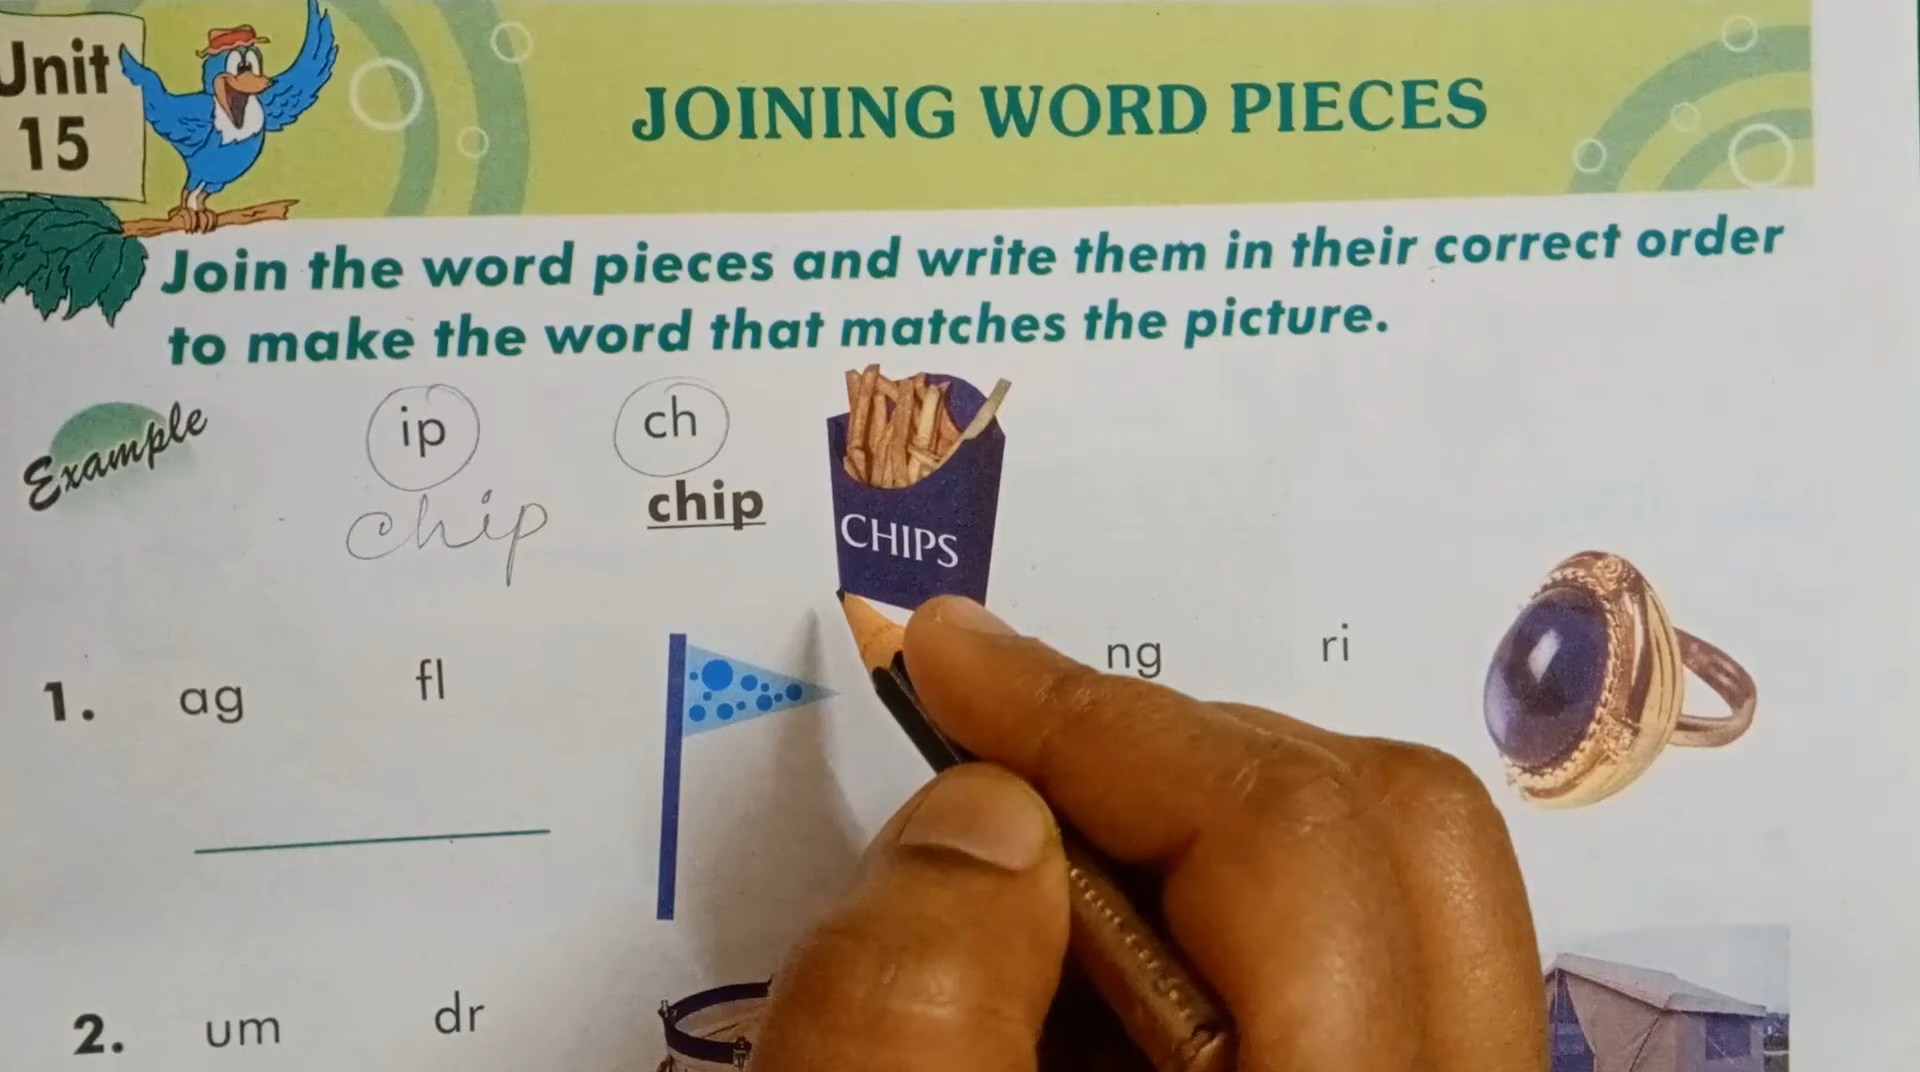 Unit
15
JOINING WORD PIECES
Join the word pieces and write them in their correct order
to make the word that matches the picture.
Example
ip ch
chip chip
CHIPS
1. ag fl
ng ri
2. um dr